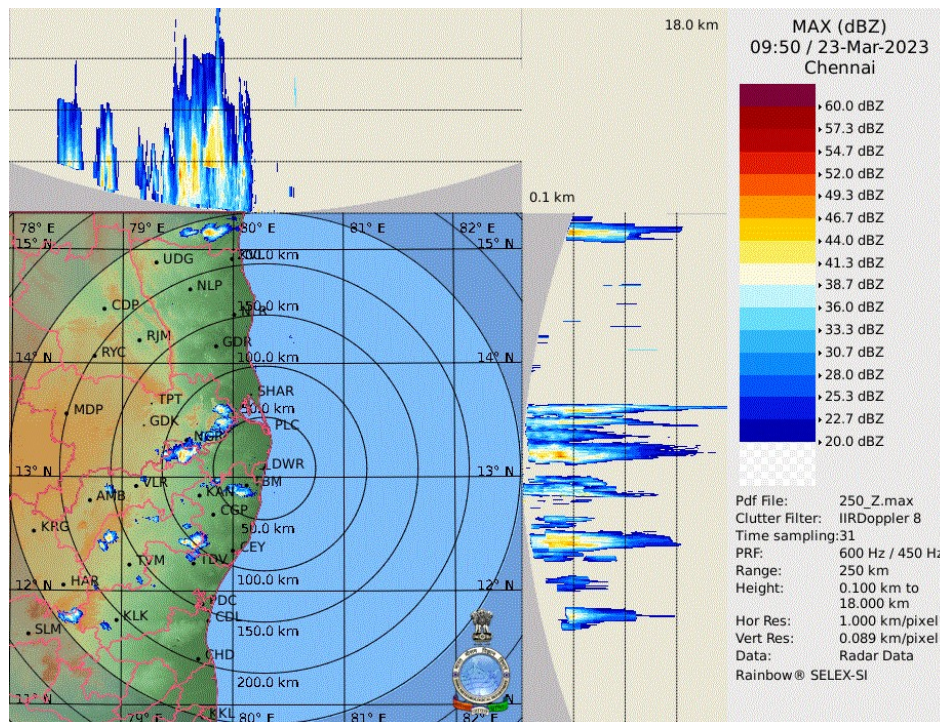 18.0 km
0.1 km
MAX (dBZ)
09:50 / 23-Mar-2023
Chennai
60.0 dBZ
57.3 dBZ
54.7 dBZ
52.0 dBZ
49.3 dBZ
46.7 dBZ
44.0 dBZ
41.3 dBZ
38.7 dBZ
36.0 dBZ
33.3 dBZ
30.7 dBZ
28.0 dBZ
25.3 dBZ
22.7 dBZ
20.0 dBZ
Pdf File: 250_Z.max
Clutter Filter: IIRDoppler 8
Time sampling:31
PRF: 600 Hz / 450 Hz
Range: 250 km
Height: 0.100 km to
18.000 km
Hor Res: 1.000 km/pixel
Vert Res: 0.089 km/pixel
Data: Radar Data
Rainbow® SELEX-SI
78° E 79° E 80° E 81° E 82° E
15° N 15° N
UDG
NLP
CDP 150.0 km
RJM
GDR
RYC 100.0 km
14° N 14° N
SHAR
TPT 50.0 km
MDP
GDK PLC
NGR
DWR
13° N 13° N
VLR BM
AMB KAN
CGP
KRG 50.0 km
CEY
TVM TDV
HAR 100.0 km
12° N 12° N
PDC
KLK CDL
SLM 150.0 km
CHD
200.0 km
11° N 11° N
KKL
79° E 80° E 81° E 82° E